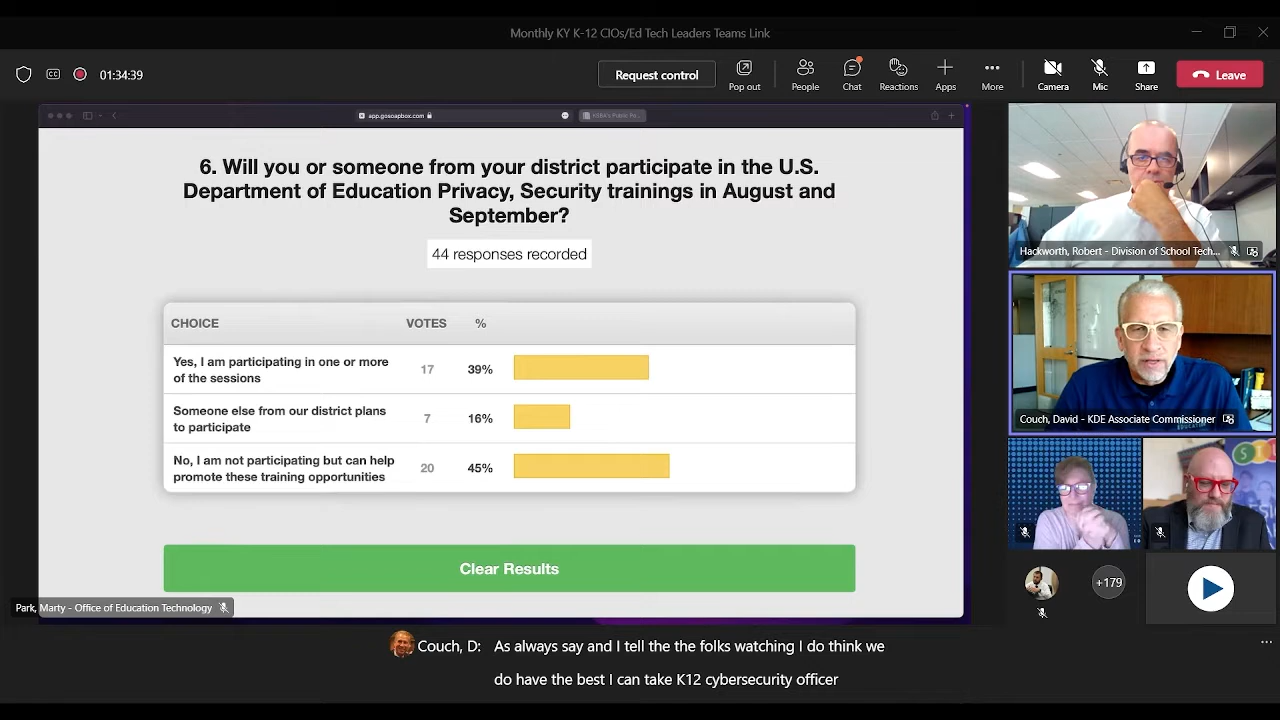 Monthly KY K-12 CIOs/Ed Tech Leaders Teams Link
CC
01:34:39
Request control
Pop out
People
Chat
Reactions
Apps
More
Camera
Mic
Share
Leave
app.gosoapbox.com
6. Will you or someone from your district participate in the U.S.
Department of Education Privacy, Security trainings in August and
September?
44 responses recorded
CHOICE VOTES %
Yes, I am participating in one or more
of the sessions
17 39%
Someone else from our district plans
to participate
7 16%
No, I am not participating but can help
promote these training opportunities
20 45%
Clear Results
Park, Marty - Office of Education Technology
Hackworth, Robert - Division of School Tech...
Couch, David - KDE Associate Commissioner
+179
Couch, D: As always say and I tell the the folks watching I do think we
do have the best I can take K12 cybersecurity officer